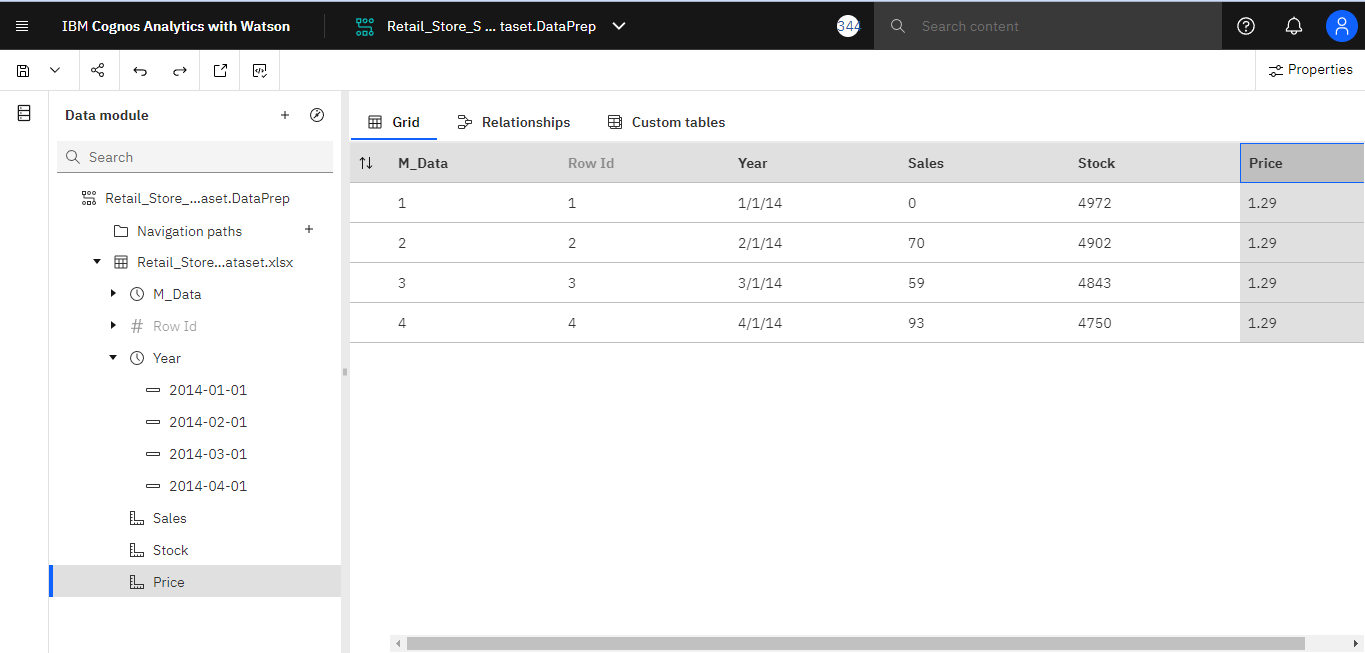 IBM Cognos Analytics with Watson
Retail_Store_S ... taset.DataPrep
344
Search content
Properties
Data module
Search
Retail_Store_...aset.DataPrep
Navigation paths
Retail_Store...ataset.xlsx
M_Data
# Row Id
Year
2014-01-01
2014-02-01
2014-03-01
2014-04-01
Sales
Stock
Price
Grid Relationships Custom tables
M_Data Row Id Year Sales Stock Price
1 1 1/1/14 0 4972 1.29
2 2 2/1/14 70 4902 1.29
3 3 3/1/14 59 4843 1.29
4 4 4/1/14 93 4750 1.29